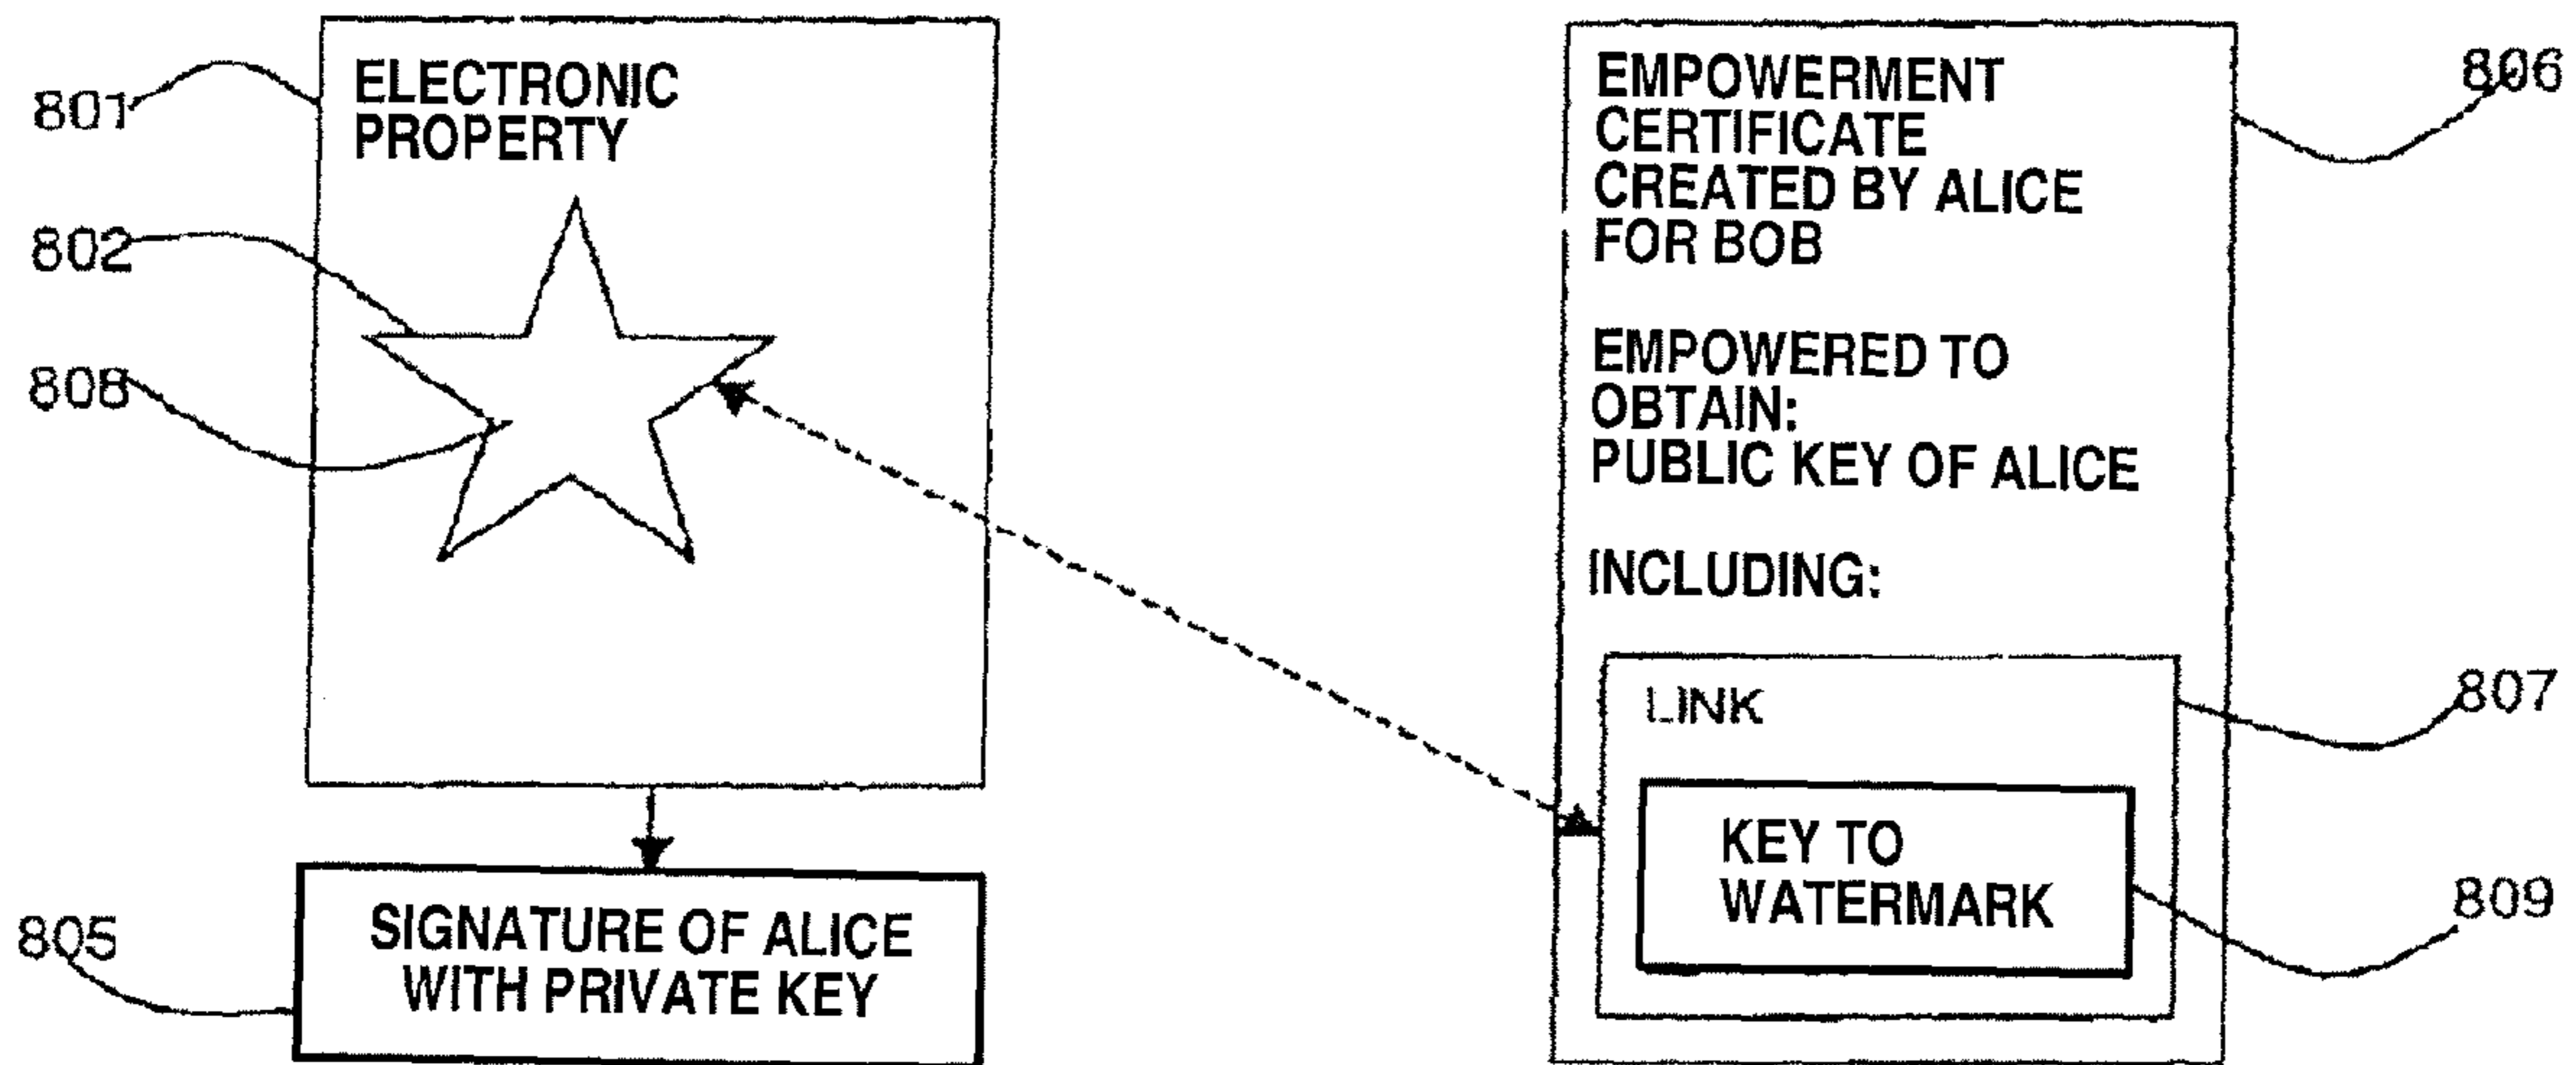 801
ELECTRONIC
PROPERTY
802
808
805
SIGNATURE OF ALICE
WITH PRIVATE KEY
EMPOWERMENT
CERTIFICATE
CREATED BY ALICE
FOR BOB
EMPOWERED TO
OBTAIN:
PUBLIC KEY OF ALICE
INCLUDING:
LINK
KEY TO
WATERMARK
806
807
809